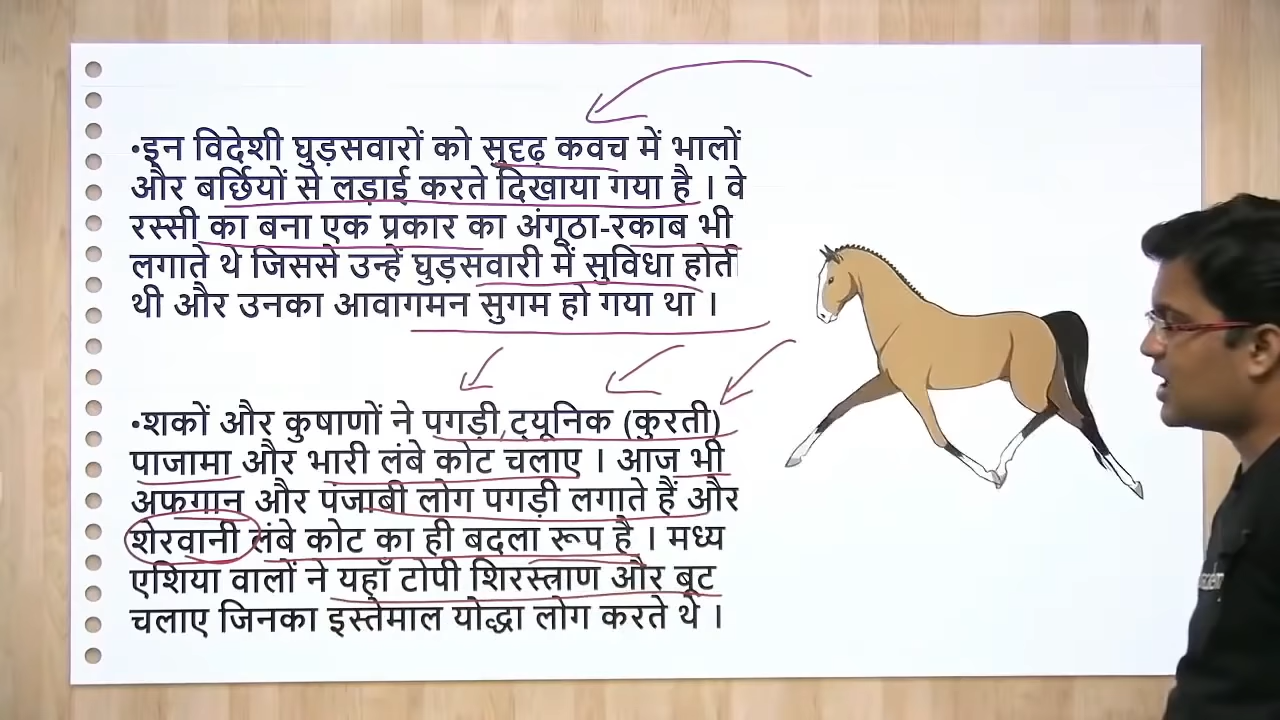 •इन विदेशी घुड़सवारों को सुदृढ़ कवच में भालों
और बर्छियों से लड़ाई करते दिखाया गया है । वे
रस्सी का बना एक प्रकार का अंगूठा-रकाब भी
लगाते थे जिससे उन्हें घुड़सवारी में सुविधा होती
थी और उनका आवागमन सुगम हो गया था ।
•शकों और कुषाणों ने पगड़ी,ट्यूनिक (कुरती)
पाजामा और भारी लंबे कोट चलाए । आज भी
अफगान और पंजाबी लोग पगड़ी लगाते हैं और
शेरवानी लंबे कोट का ही बदला रूप है । मध्य
एशिया वालों ने यहाँ टोपी शिरस्त्राण और बूट
चलाए जिनका इस्तेमाल योद्धा लोग करते थे ।